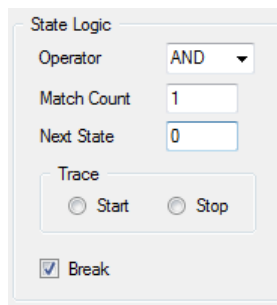 State Logic
Operator AND
Match Count 1
Next State 0
Trace
Start Stop
Break